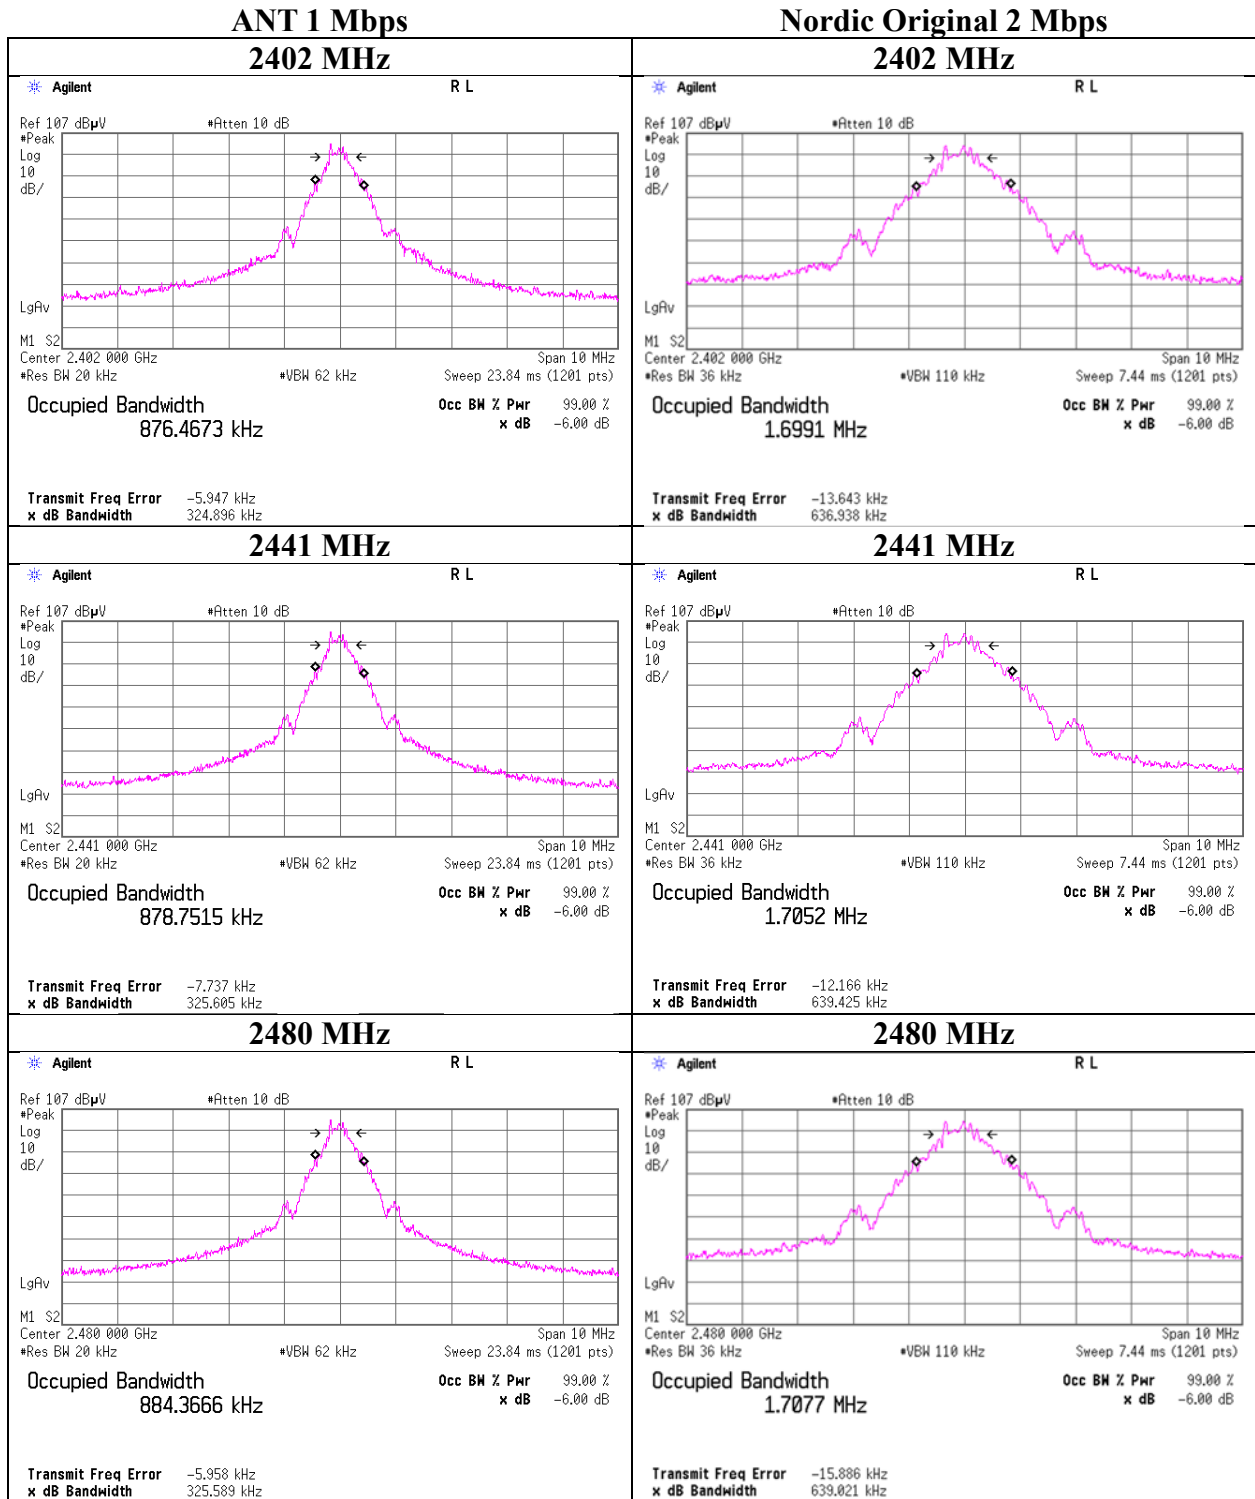 ANT 1 Mbps Nordic Original 2 Mbps
2402 MHz 2402 MHz
Agilent R L
Ref 107 dBµV #Atten 10 dB
#Peak
Log
10
dB/
LgAv
M1 S2
Center 2.402 000 GHz Span 10 MHz
#Res BW 20 kHz #VBW 62 kHz Sweep 23.84 ms (1201 pts)
Occupied Bandwidth Occ BW % Pwr 99.00 %
876.4673 kHz x dB -6.00 dB
Transmit Freq Error -5.947 kHz
x dB Bandwidth 324.896 kHz
Agilent R L
Ref 107 dBµV #Atten 10 dB
#Peak
Log
10
dB/
LgAv
M1 S2
Center 2.402 000 GHz Span 10 MHz
#Res BW 36 kHz #VBW 110 kHz Sweep 7.44 ms (1201 pts)
Occupied Bandwidth Occ BW % Pwr 99.00 %
1.6991 MHz x dB -6.00 dB
Transmit Freq Error -13.643 kHz
x dB Bandwidth 636.938 kHz
2441 MHz 2441 MHz
Agilent R L
Ref 107 dBµV #Atten 10 dB
#Peak
Log
10
dB/
LgAv
M1 S2
Center 2.441 000 GHz Span 10 MHz
#Res BW 20 kHz #VBW 62 kHz Sweep 23.84 ms (1201 pts)
Occupied Bandwidth Occ BW % Pwr 99.00 %
878.7515 kHz x dB -6.00 dB
Transmit Freq Error -7.737 kHz
x dB Bandwidth 325.605 kHz
Agilent R L
Ref 107 dBµV #Atten 10 dB
#Peak
Log
10
dB/
LgAv
M1 S2
Center 2.441 000 GHz Span 10 MHz
#Res BW 36 kHz #VBW 110 kHz Sweep 7.44 ms (1201 pts)
Occupied Bandwidth Occ BW % Pwr 99.00 %
1.7052 MHz x dB -6.00 dB
Transmit Freq Error -12.166 kHz
x dB Bandwidth 639.425 kHz
2480 MHz 2480 MHz
Agilent R L
Ref 107 dBµV #Atten 10 dB
#Peak
Log
10
dB/
LgAv
M1 S2
Center 2.480 000 GHz Span 10 MHz
#Res BW 20 kHz #VBW 62 kHz Sweep 23.84 ms (1201 pts)
Occupied Bandwidth Occ BW % Pwr 99.00 %
884.3666 kHz x dB -6.00 dB
Transmit Freq Error -5.958 kHz
x dB Bandwidth 325.589 kHz
Agilent R L
Ref 107 dBµV #Atten 10 dB
#Peak
Log
10
dB/
LgAv
M1 S2
Center 2.480 000 GHz Span 10 MHz
#Res BW 36 kHz #VBW 110 kHz Sweep 7.44 ms (1201 pts)
Occupied Bandwidth Occ BW % Pwr 99.00 %
1.7077 MHz x dB -6.00 dB
Transmit Freq Error -15.886 kHz
x dB Bandwidth 639.021 kHz